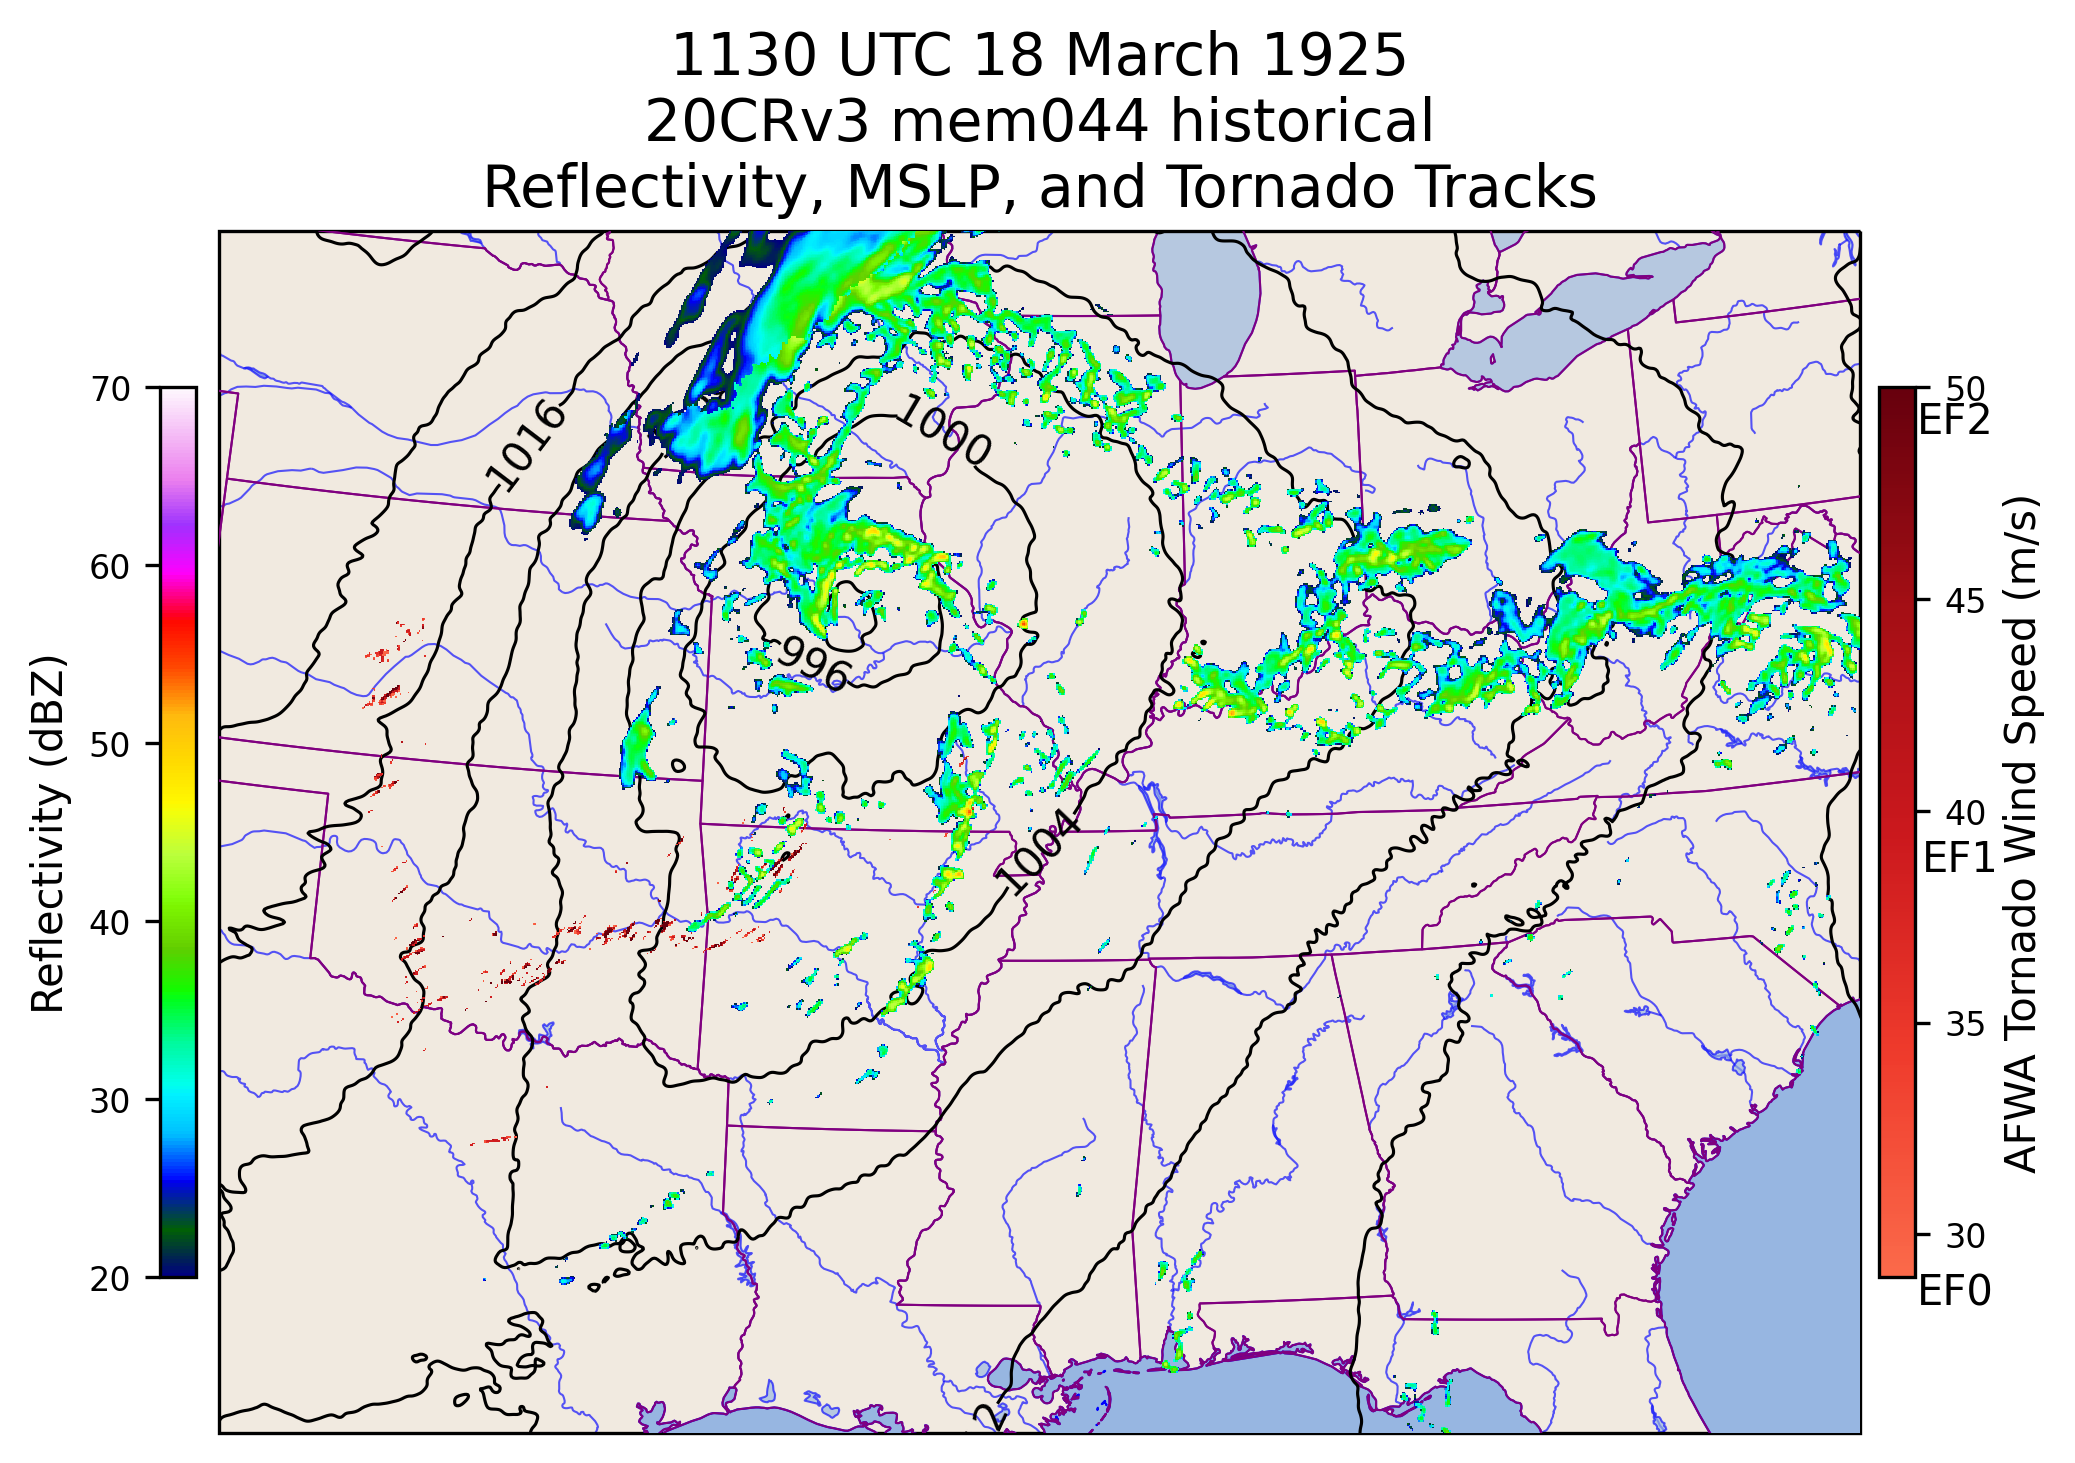 1130 UTC 18 March 1925
20CRv3 mem044 historical
Reflectivity, MSLP, and Tornado Tracks
70
60
50
40
30
20
Reflectivity (dBZ)
1016
1000
996
1004
2
50
EF2
45
40
EF1
35
30
EF0
AFWA Tornado Wind Speed (m/s)